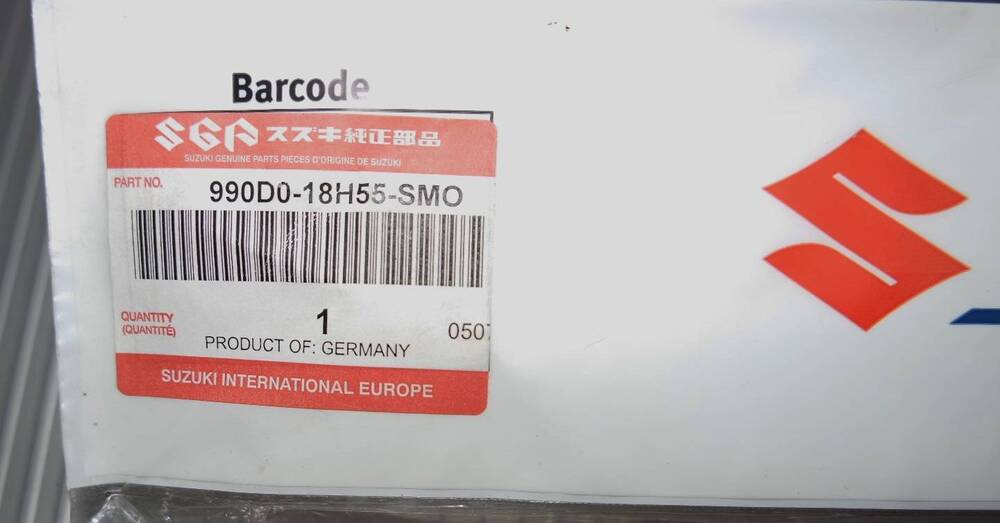 Barcode
SGP スズキ純正部品
SUZUKI GENUINE PARTS PIECES D'ORIGINE DE SUZUKI
PART NO. 990D0-18H55-SMO
QUANTITY 1
(QUANTITÉ)
0507
PRODUCT OF: GERMANY
SUZUKI INTERNATIONAL EUROPE